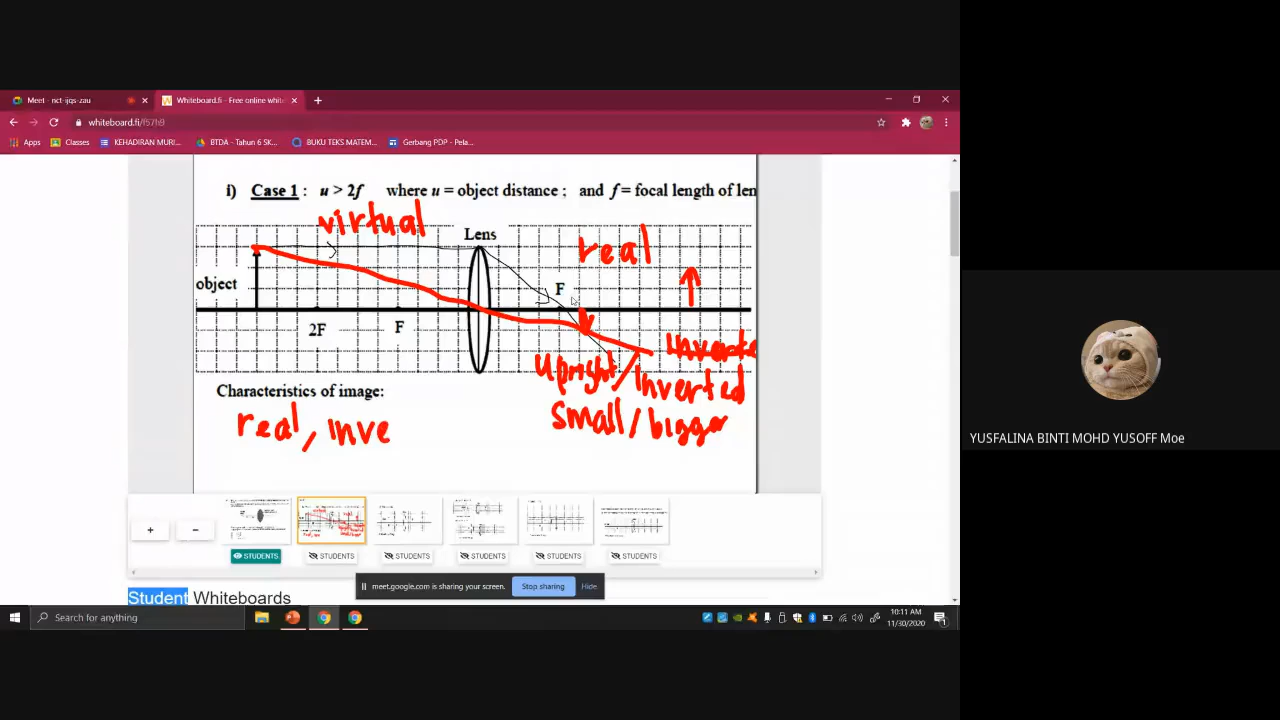 Meet - nct-ijqs-zau
Whiteboard.fi - Free online whit
whiteboard.fi/f57h9
Apps Classes KEHADIRAN MURI... BTDA - Tahun 6 SK... BUKU TEKS MATEM... Gerbang PDP - Pela...
i) Case 1 : u > 2f where u = object distance ; and f = focal length of len
virtual
Lens
real
object
F
2F F
inverte
upright/inverted
Characteristics of image:
small/bigger
real, inve
YUSFALINA BINTI MOHD YUSOFF Moe
+ -
STUDENTS STUDENTS STUDENTS STUDENTS STUDENTS STUDENTS
meet.google.com is sharing your screen. Stop sharing Hide
Student Whiteboards
Search for anything
10:11 AM
11/30/2020